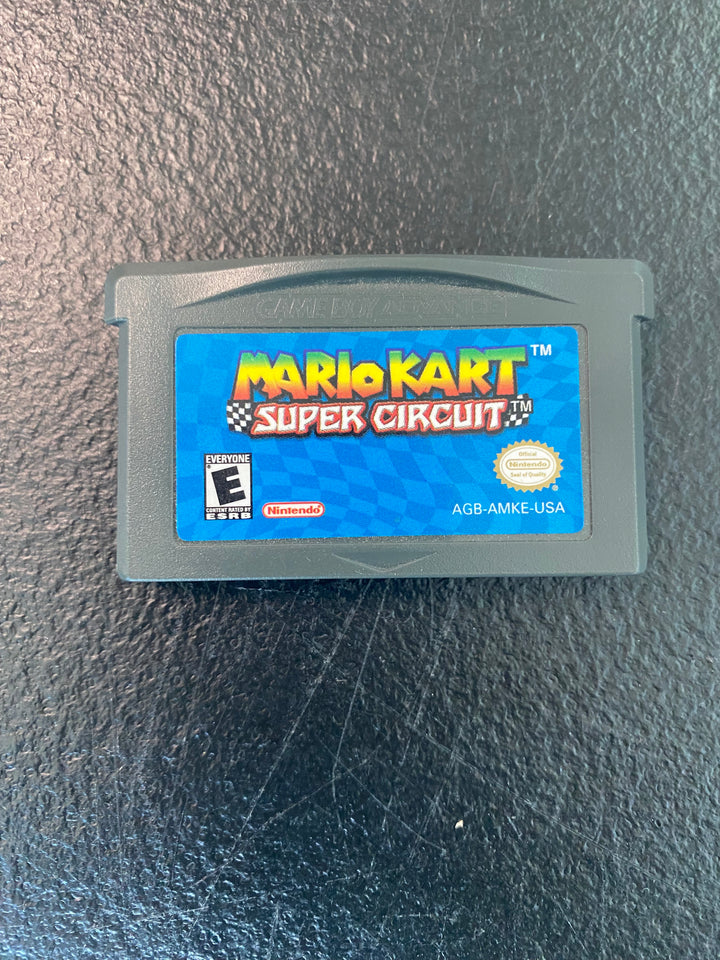 GAME BOY ADVANCE
MARIO KART™
SUPER CIRCUIT™
EVERYONE
E
CONTENT RATED BY
ESRB
Nintendo®
Official
Nintendo
Seal of Quality
®
AGB-AMKE-USA